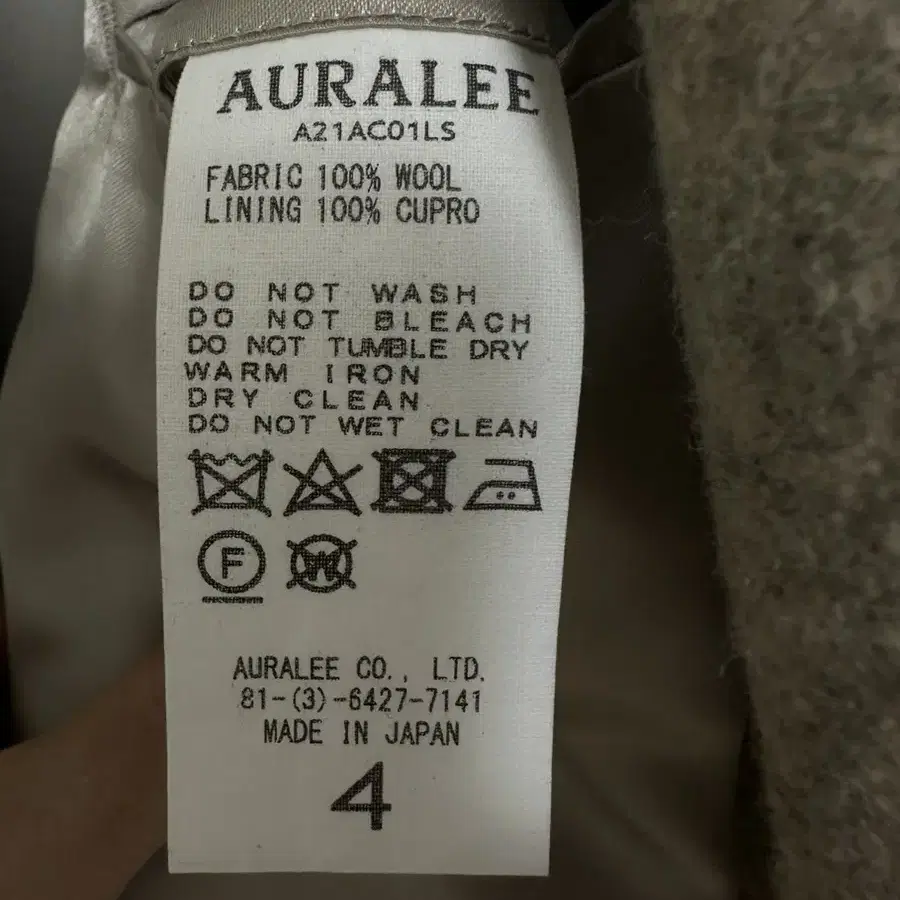 AURALEE
A21AC01LS
FABRIC 100% WOOL
LINING 100% CUPRO
DO NOT WASH
DO NOT BLEACH
DO NOT TUMBLE DRY
WARM IRON
DRY CLEAN
DO NOT WET CLEAN
F W
AURALEE CO., LTD.
81-(3)-6427-7141
MADE IN JAPAN
4